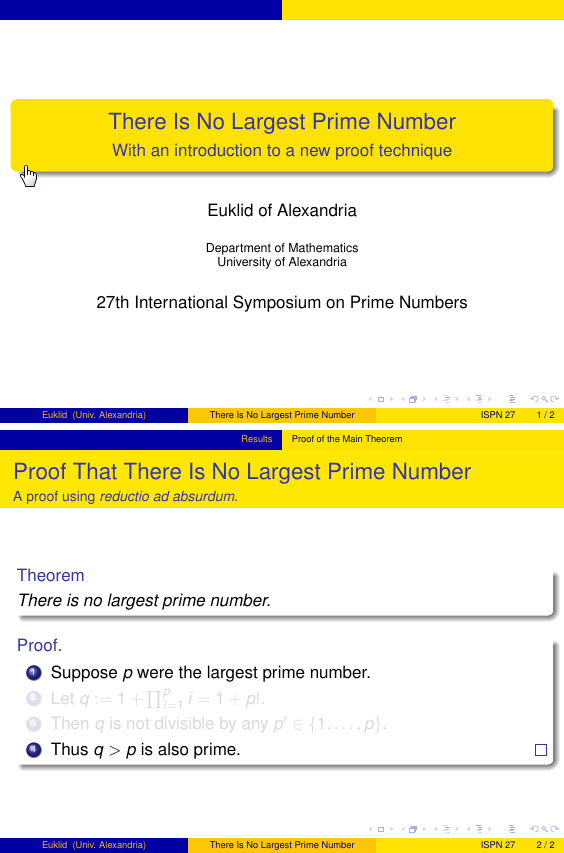 There Is No Largest Prime Number
With an introduction to a new proof technique
Euklid of Alexandria
Department of Mathematics
University of Alexandria
27th International Symposium on Prime Numbers
Euklid (Univ. Alexandria) There Is No Largest Prime Number ISPN 27 1 / 2
Results Proof of the Main Theorem
Proof That There Is No Largest Prime Number
A proof using reductio ad absurdum.
Theorem
There is no largest prime number.
Proof.
1 Suppose p were the largest prime number.
2 Let q := 1 + ∏ᵖᵢ₌₁ i = 1 + p!.
3 Then q is not divisible by any p′ ∈ {1, . . . , p}.
4 Thus q > p is also prime. □
Euklid (Univ. Alexandria) There Is No Largest Prime Number ISPN 27 2 / 2